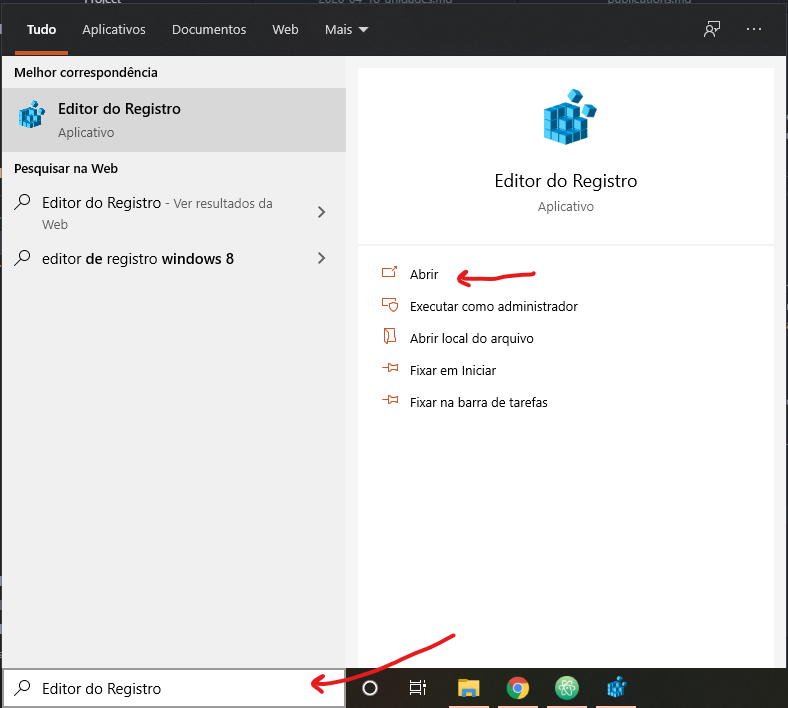 Tudo
Aplicativos
Documentos
Web
Mais
Melhor correspondência
Editor do Registro
Aplicativo
Pesquisar na Web
Editor do Registro - Ver resultados da
Web
editor de registro windows 8
Editor do Registro
Aplicativo
Abrir
Executar como administrador
Abrir local do arquivo
Fixar em Iniciar
Fixar na barra de tarefas
Editor do Registro